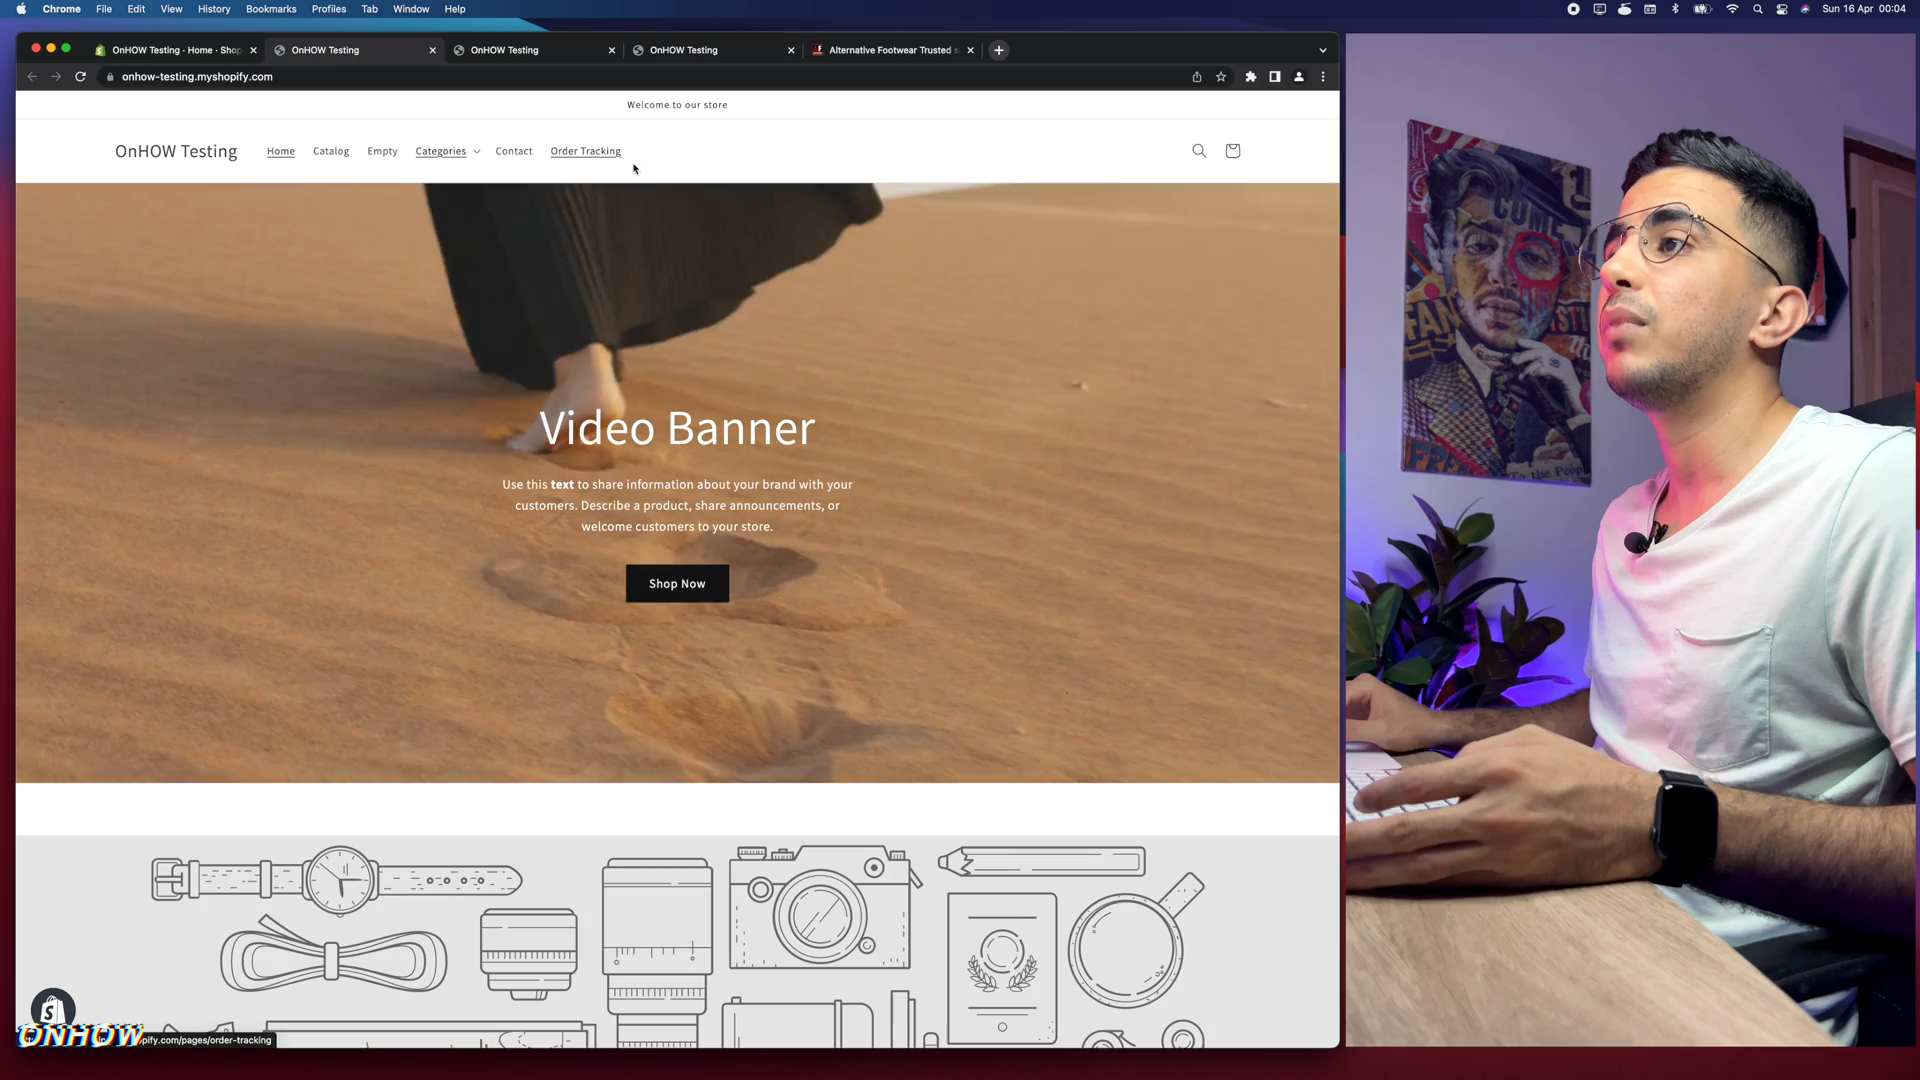 Chrome File Edit View History Bookmarks Profiles Tab Window Help
Sun 16 Apr 00:04
OnHOW Testing · Home · Shop
OnHOW Testing
OnHOW Testing
OnHOW Testing
Alternative Footwear Trusted s
onhow-testing.myshopify.com
Welcome to our store
OnHOW Testing Home Catalog Empty Categories Contact Order Tracking
Video Banner
Use this text to share information about your brand with your
customers. Describe a product, share announcements, or
welcome customers to your store.
Shop Now
ONHOW
pify.com/pages/order-tracking
To the People